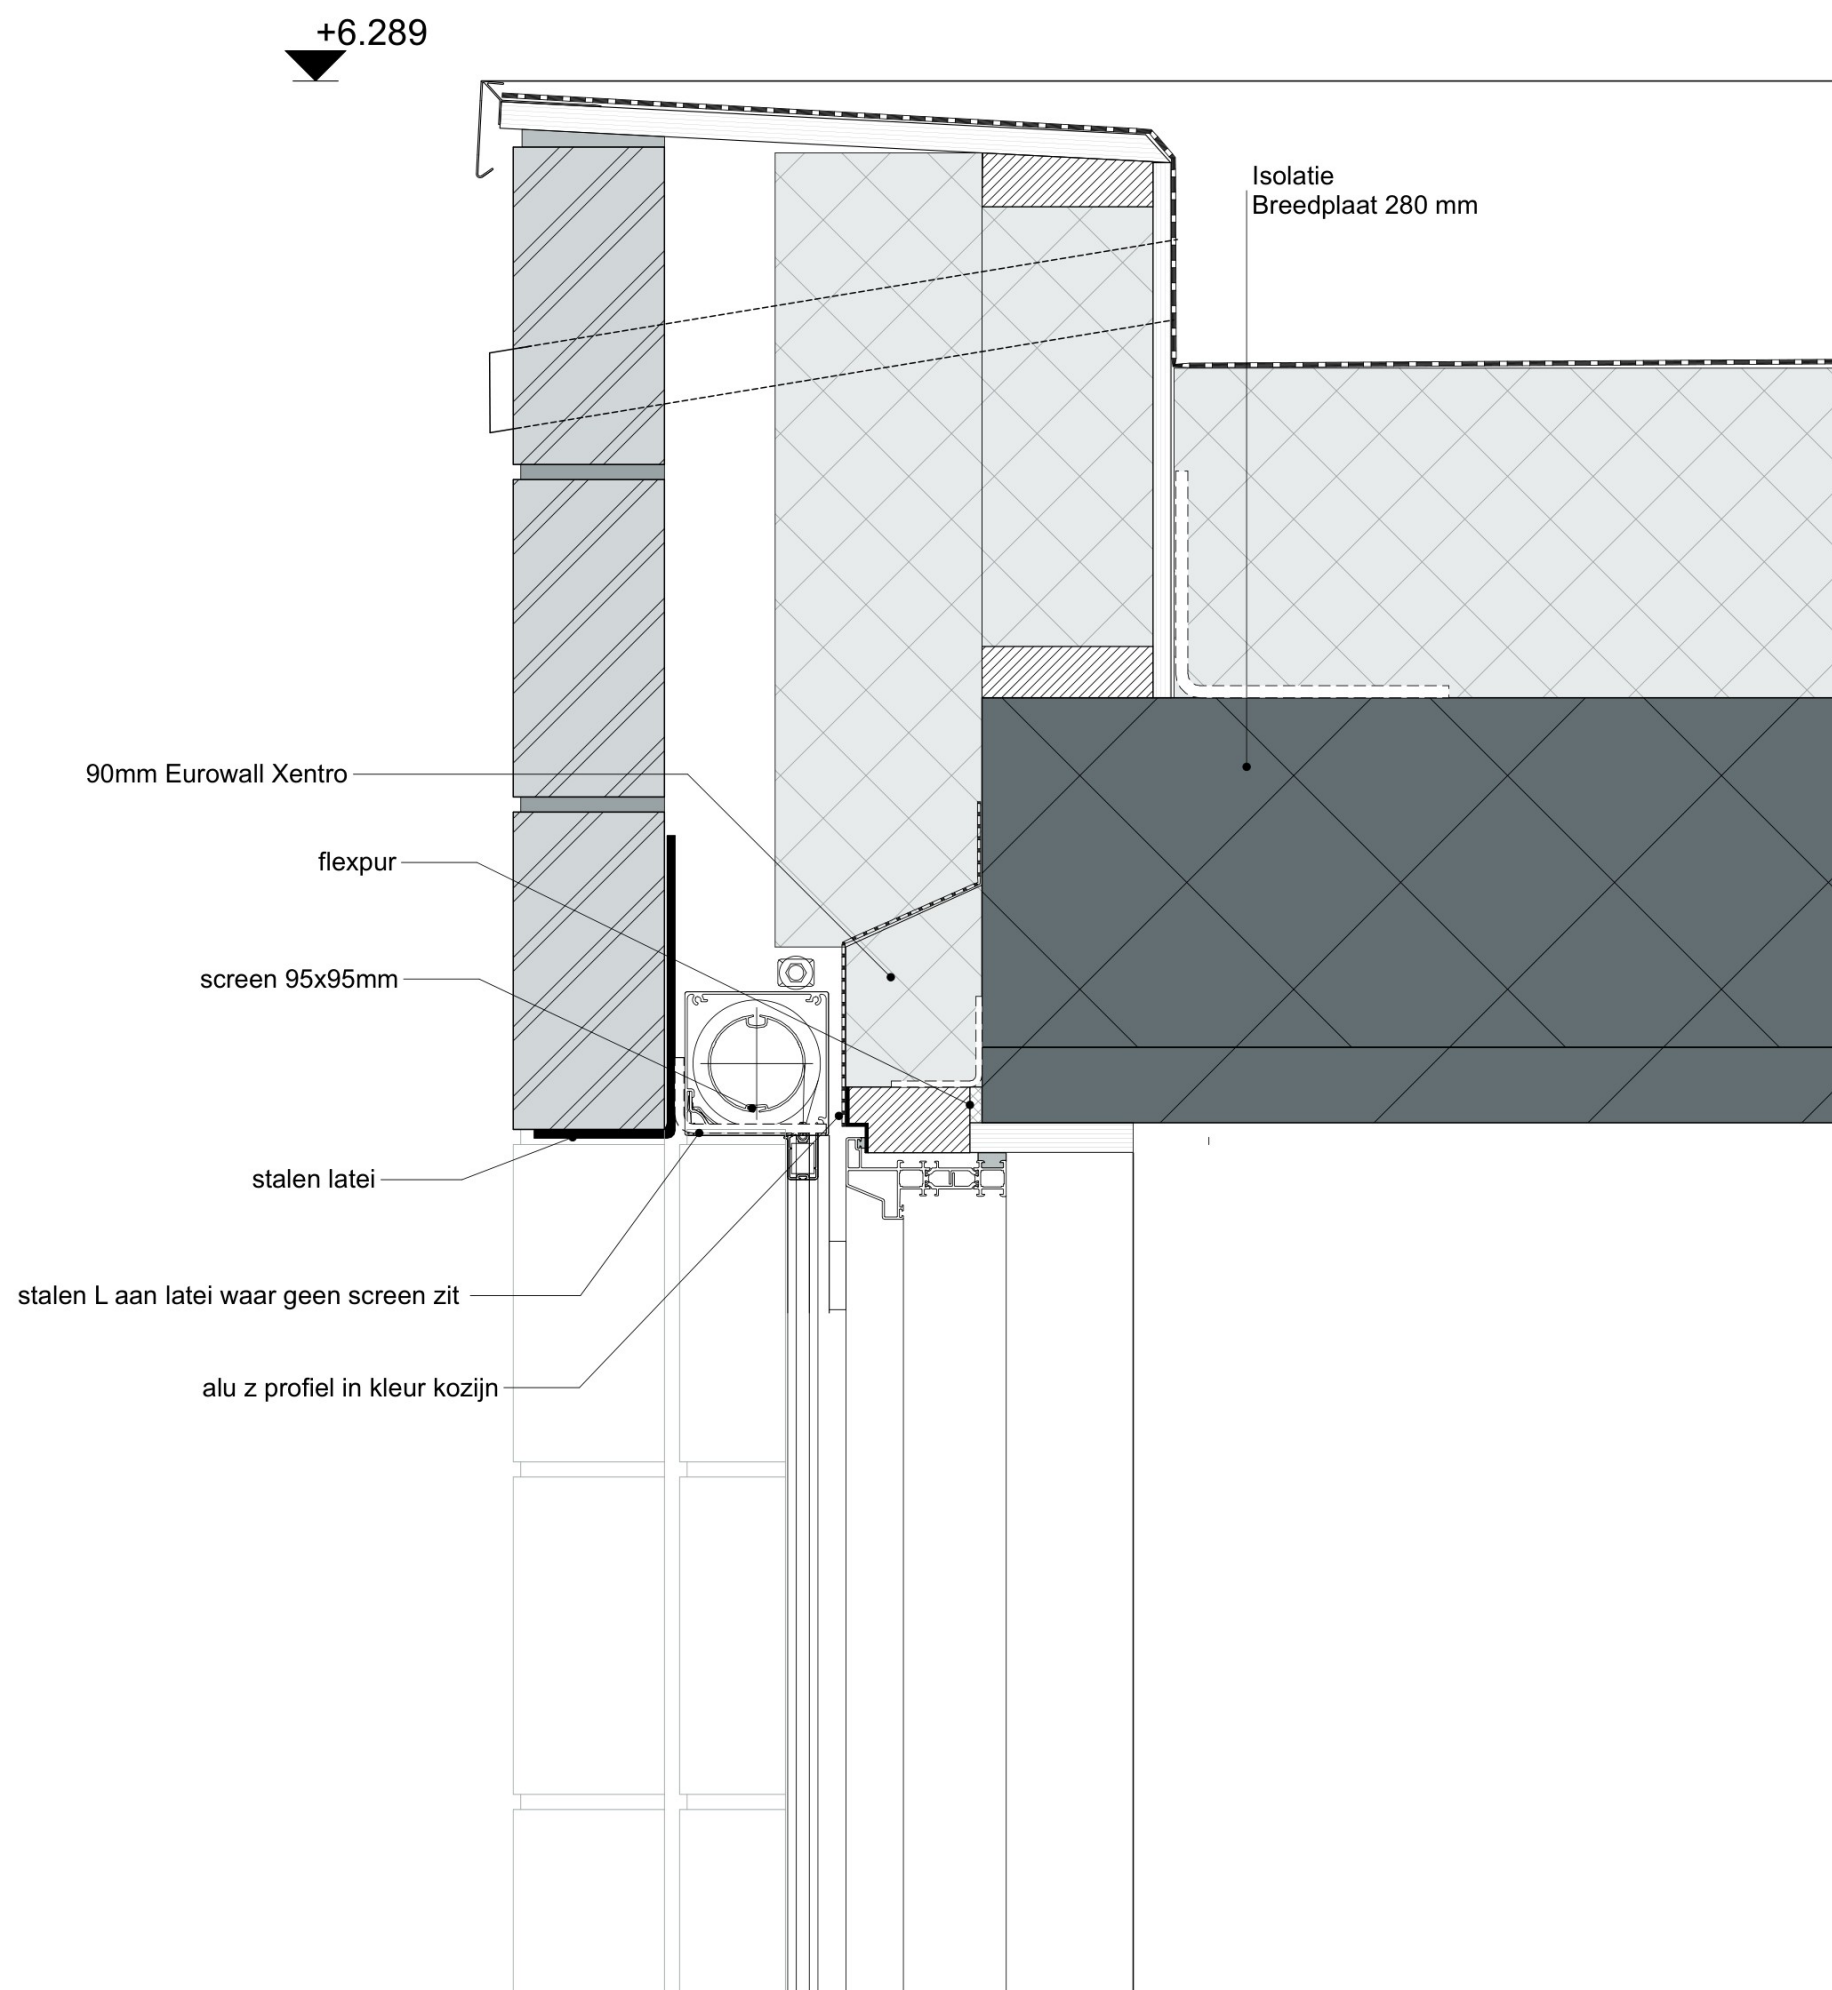 +6.289
Isolatie
Breedplaat 280 mm
90mm Eurowall Xentro
flexpur
screen 95x95mm
stalen latei
stalen L aan latei waar geen screen zit
alu z profiel in kleur kozijn